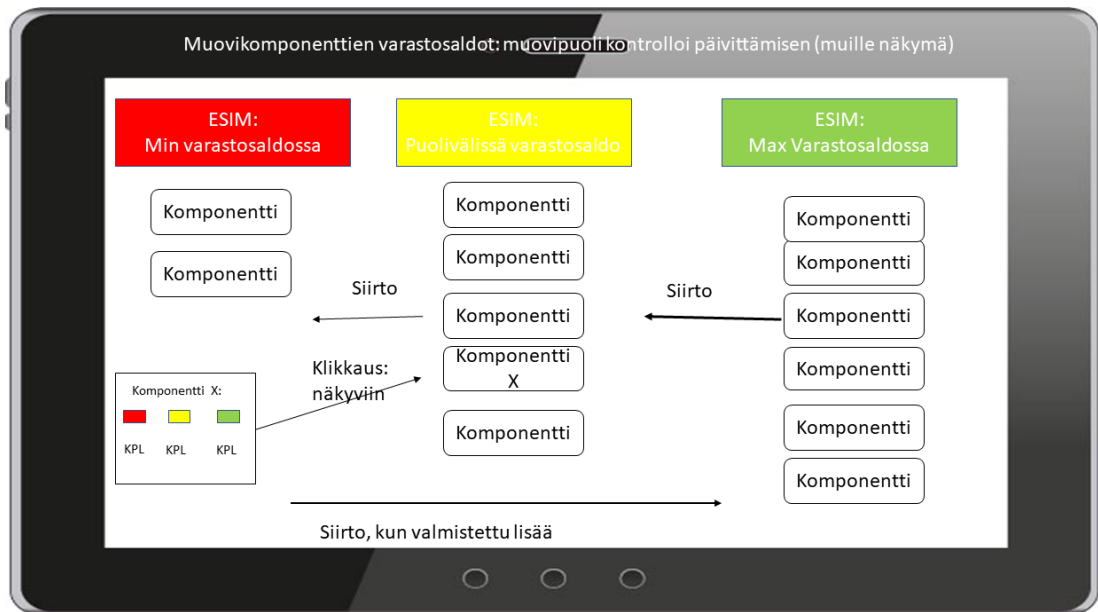 Muovikomponenttien varastosaldot: muovipuoli kontrolloi päivittämisen (muille näkymä)
ESIM:
Min varastosaldossa
ESIM:
Puolivälissä varastosaldo
ESIM:
Max Varastosaldossa
Komponentti
Komponentti
Siirto
Klikkaus:
näkyviin
Komponentti X:
KPL
KPL
KPL
Komponentti
Komponentti
Komponentti
Komponentti
X
Komponentti
Siirto
Komponentti
Komponentti
Komponentti
Komponentti
Komponentti
Komponentti
Siirto, kun valmistettu lisää